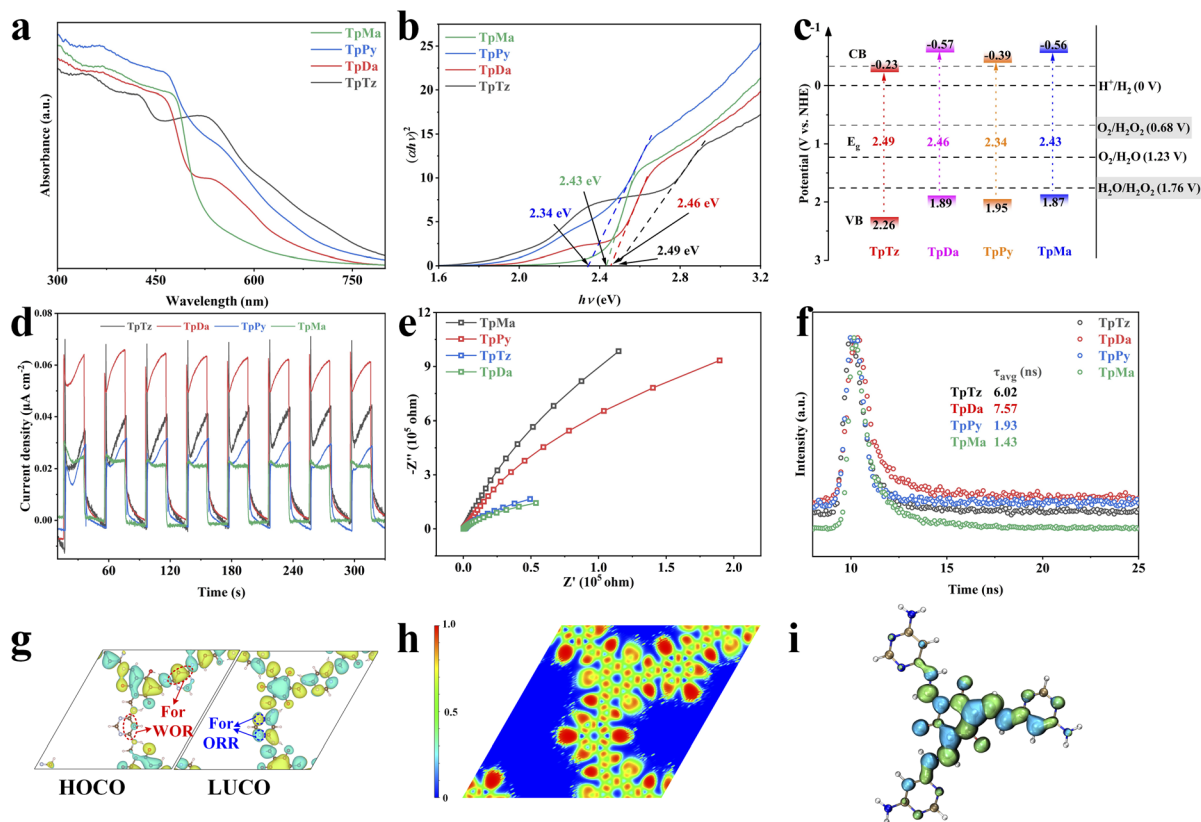 a
TpMa
TpPy
TpDa
TpTz
Absorbance (a.u.)
300 450 600 750
Wavelength (nm)
b
TpMa
TpPy
TpDa
TpTz
(αhν)²
25
20
15
10
5
0
2.43 eV
2.34 eV
2.46 eV
2.49 eV
1.6 2.0 2.4 2.8 3.2
hν (eV)
c
Potential (V vs. NHE)
-1
0
1
2
3
CB
Eg
VB
-0.23
-0.57
-0.39
-0.56
2.49
2.46
2.34
2.43
2.26
1.89
1.95
1.87
TpTz TpDa TpPy TpMa
H⁺/H₂ (0 V)
O₂/H₂O₂ (0.68 V)
O₂/H₂O (1.23 V)
H₂O/H₂O₂ (1.76 V)
d
TpTz TpDa TpPy TpMa
Current density (μA cm⁻²)
0.08
0.06
0.04
0.02
0.00
60 120 180 240 300
Time (s)
e
TpMa
TpPy
TpTz
TpDa
-Z'' (10⁵ ohm)
12
9
6
3
0
0.0 0.5 1.0 1.5 2.0
Z' (10⁵ ohm)
f
TpTz
TpDa
TpPy
TpMa
τavg (ns)
TpTz 6.02
TpDa 7.57
TpPy 1.93
TpMa 1.43
Intensity (a.u.)
10 15 20 25
Time (ns)
g
For
WOR
For
ORR
HOCO
LUCO
h
1.0
0.5
0
i